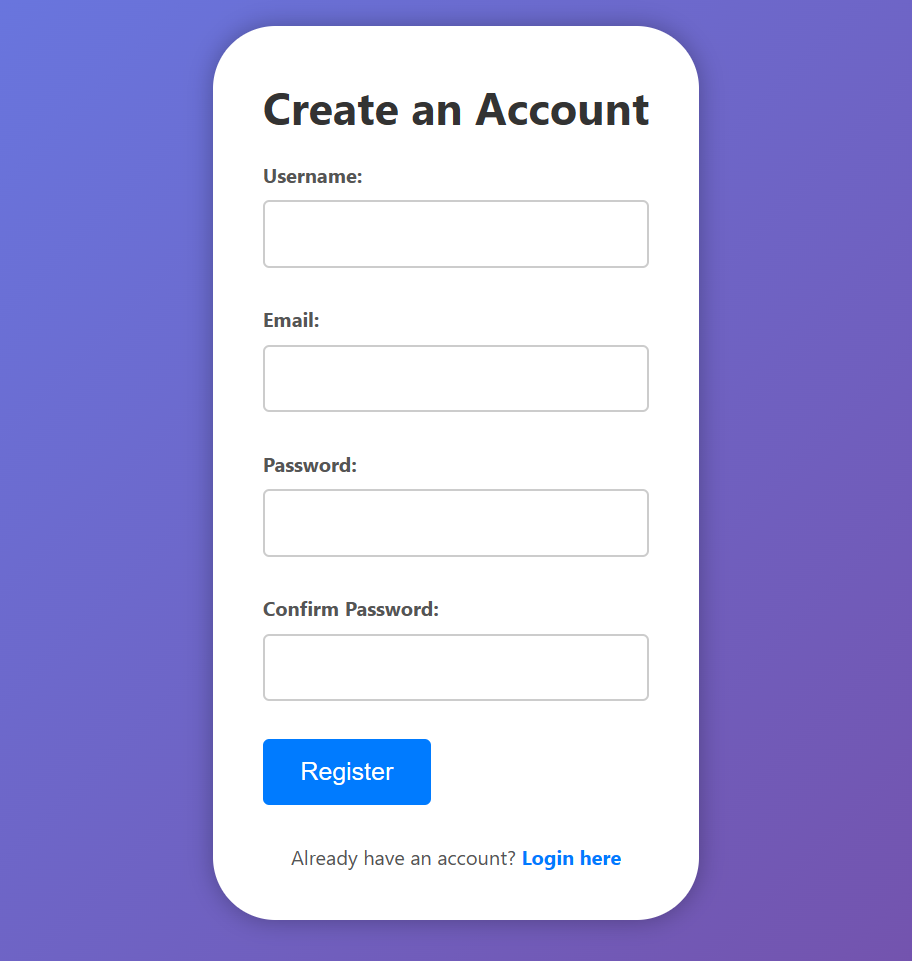 Create an Account
Username:
Email:
Password:
Confirm Password:
Register
Already have an account? Login here